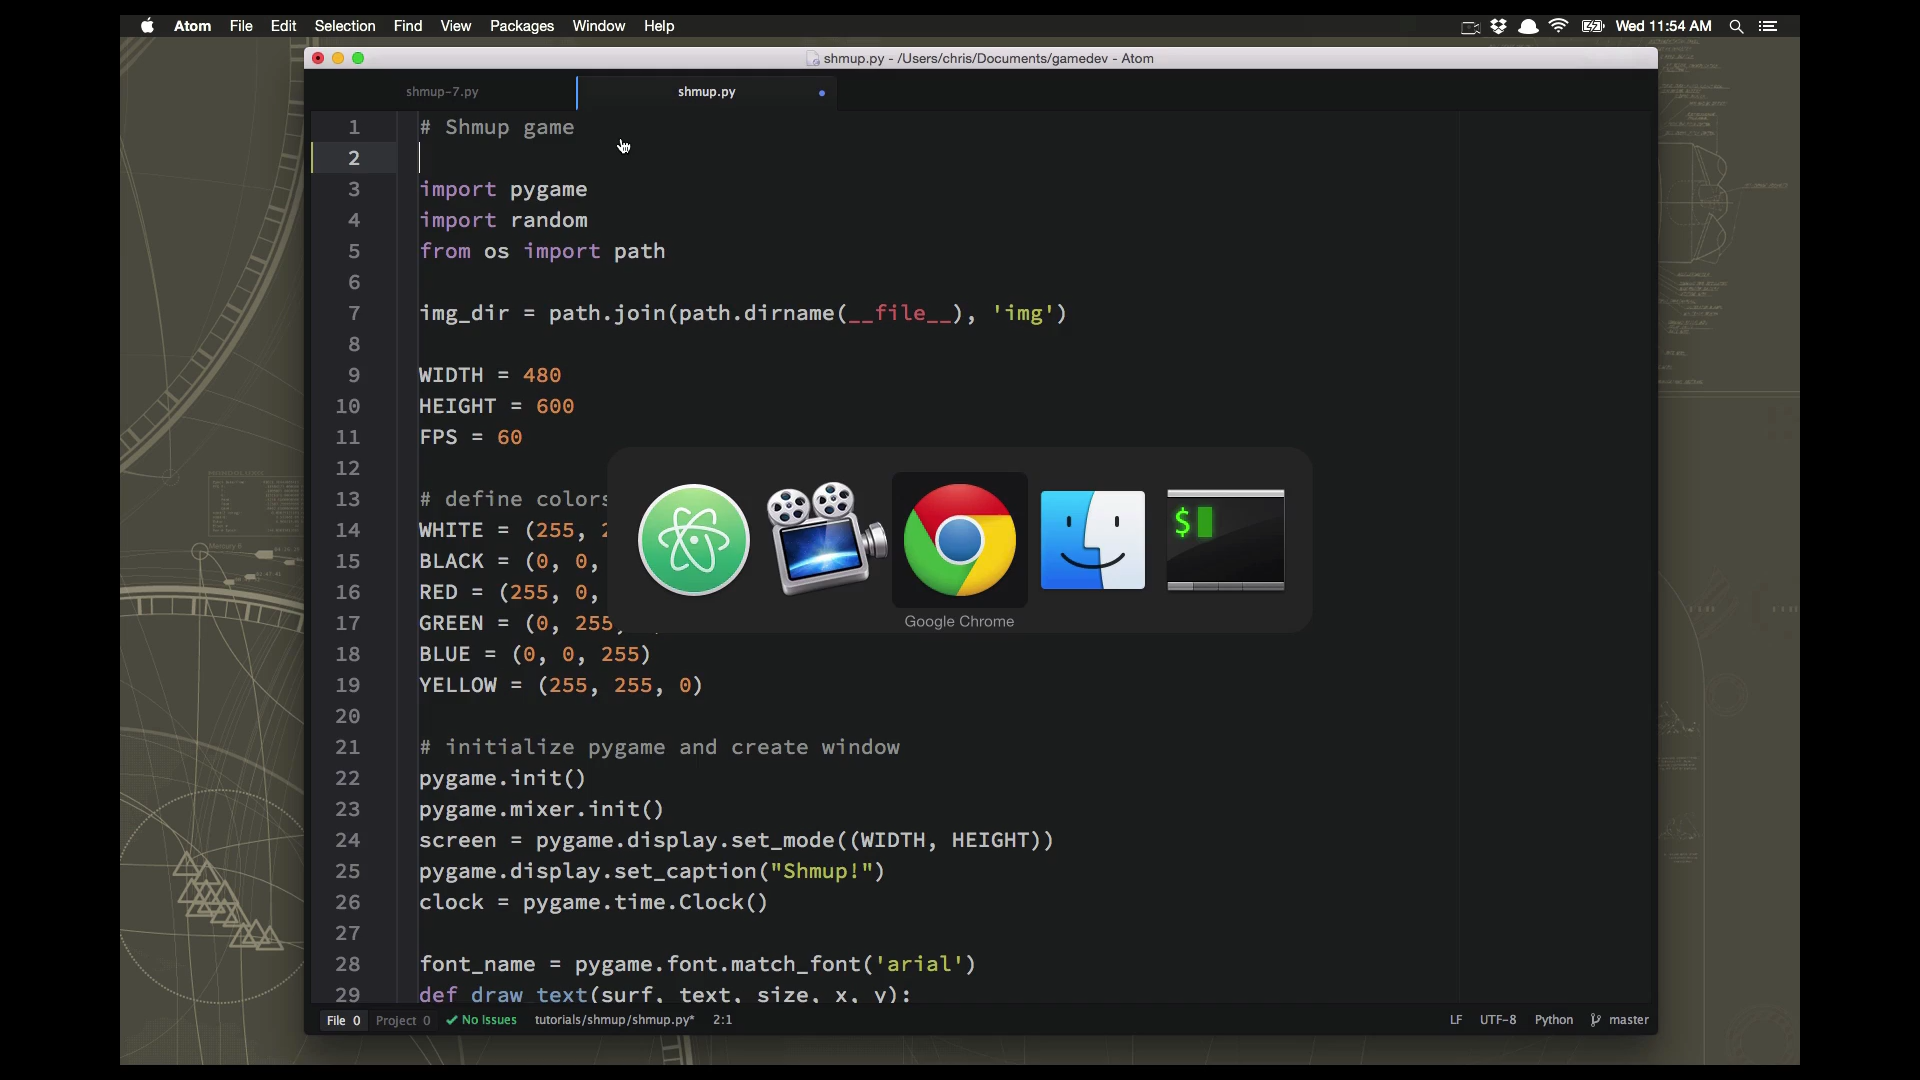 Atom File Edit Selection Find View Packages Window Help Wed 11:54 AM
shmup.py - /Users/chris/Documents/gamedev - Atom
shmup-7.py shmup.py
1 # Shmup game
2
3 import pygame
4 import random
5 from os import path
6
7 img_dir = path.join(path.dirname(__file__), 'img')
8
9 WIDTH = 480
10 HEIGHT = 600
11 FPS = 60
12
13 # define colors
14 WHITE = (255,
15 BLACK = (0, 0,
16 RED = (255, 0,
17 GREEN = (0, 255,
18 BLUE = (0, 0, 255)
19 YELLOW = (255, 255, 0)
20
21 # initialize pygame and create window
22 pygame.init()
23 pygame.mixer.init()
24 screen = pygame.display.set_mode((WIDTH, HEIGHT))
25 pygame.display.set_caption("Shmup!")
26 clock = pygame.time.Clock()
27
28 font_name = pygame.font.match_font('arial')
29 def draw_text(surf, text, size, x, y):
$
Google Chrome
File 0 Project 0 No Issues tutorials/shmup/shmup.py* 2:1 LF UTF-8 Python master